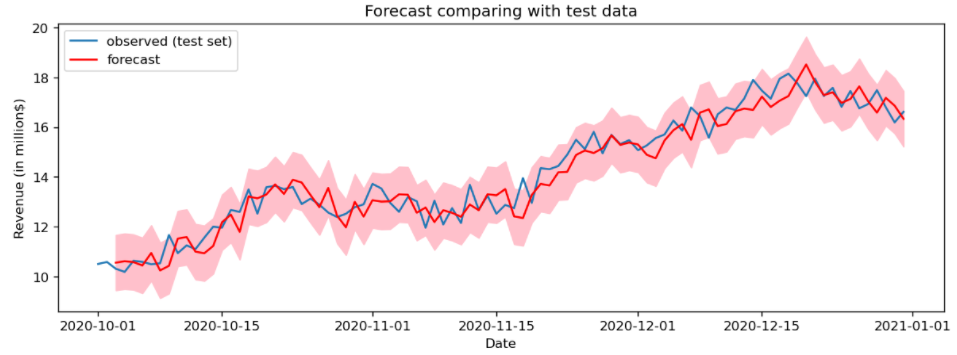 Forecast comparing with test data
observed (test set)
forecast
Revenue (in million$)
20
18
16
14
12
10
2020-10-01 2020-10-15 2020-11-01 2020-11-15 2020-12-01 2020-12-15 2021-01-01
Date